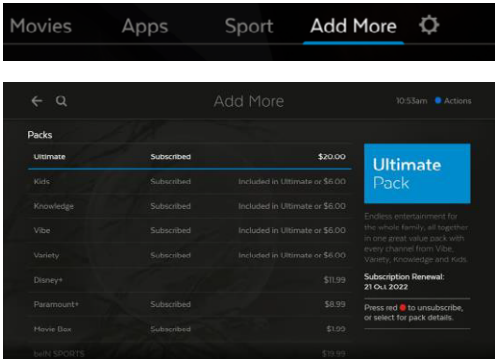 Movies Apps Sport Add More
Add More 10:53am Actions
Packs
Ultimate Subscribed $20.00
Kids Subscribed Included in Ultimate or $6.00
Knowledge Subscribed Included in Ultimate or $6.00
Vibe Subscribed Included in Ultimate or $6.00
Variety Subscribed Included in Ultimate or $6.00
Disney+ $11.99
Paramount+ Subscribed $8.99
Movie Box Subscribed $1.99
beIN SPORTS $19.99
Ultimate
Pack
Endless entertainment for
the whole family, all together
in one great value pack with
every channel from Vibe,
Variety, Knowledge and Kids.
Subscription Renewal:
21 Oct 2022
Press red to unsubscribe,
or select for pack details.